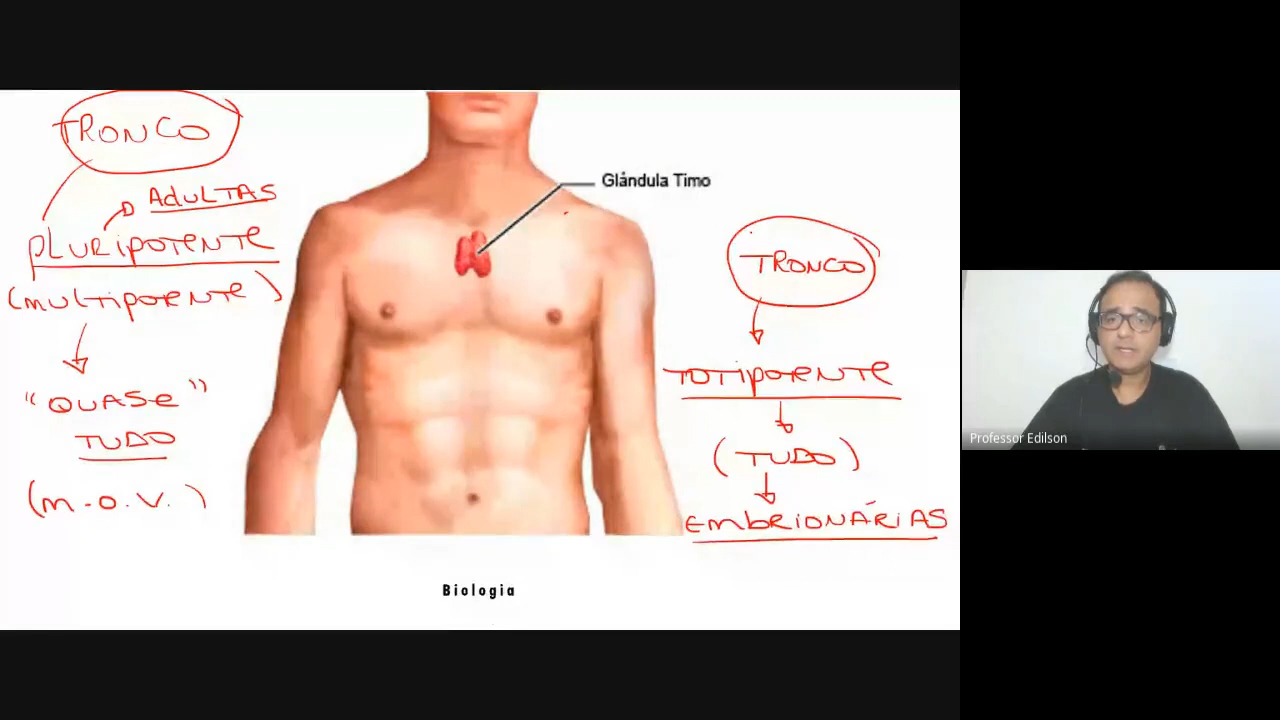 TRONCO
ADULTAS
PLURIPOTENTE
(MULTIPOTENTE)
"QUASE"
TUDO
(M.O.V.)
Glândula Timo
TRONCO
TOTIPOTENTE
(TUDO)
EMBRIONÁRIAS
Biologia
Professor Edilson